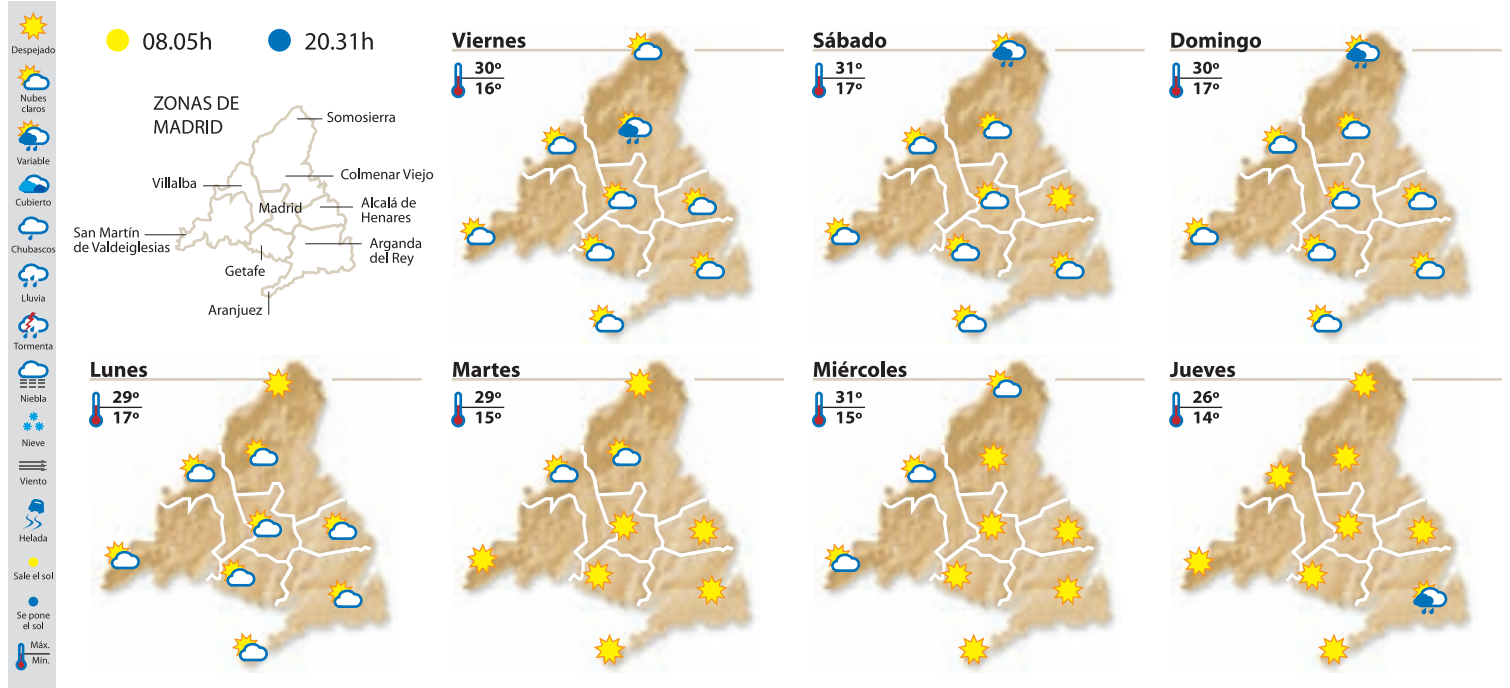 Despejado
Nubes
claros
Variable
Cubierto
Chubascos
Lluvia
Tormenta
Niebla
Nieve
Viento
Helada
Sale el sol
Se pone
el sol
Máx.
Mín.
08.05h
20.31h
ZONAS DE
MADRID
Somosierra
Colmenar Viejo
Villalba
Madrid
Alcalá de
Henares
San Martín
de Valdeiglesias
Arganda
del Rey
Getafe
Aranjuez
Viernes
30º
16º
Sábado
31º
17º
Domingo
30º
17º
Lunes
29º
17º
Martes
29º
15º
Miércoles
31º
15º
Jueves
26º
14º